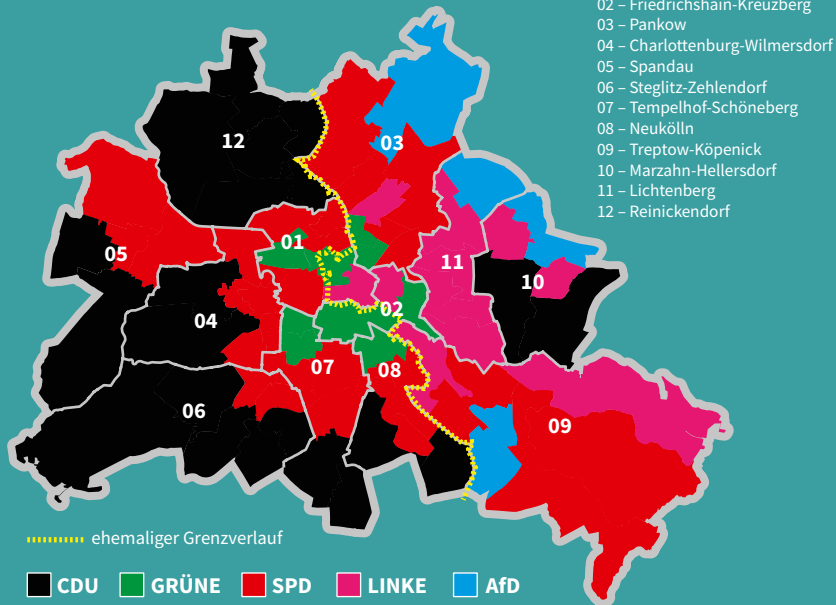 02 – Friedrichshain-Kreuzberg
03 – Pankow
04 – Charlottenburg-Wilmersdorf
05 – Spandau
06 – Steglitz-Zehlendorf
07 – Tempelhof-Schöneberg
08 – Neukölln
09 – Treptow-Köpenick
10 – Marzahn-Hellersdorf
11 – Lichtenberg
12 – Reinickendorf
12
03
01
05
11
10
02
04
07
08
06
09
ehemaliger Grenzverlauf
CDU GRÜNE SPD LINKE AfD